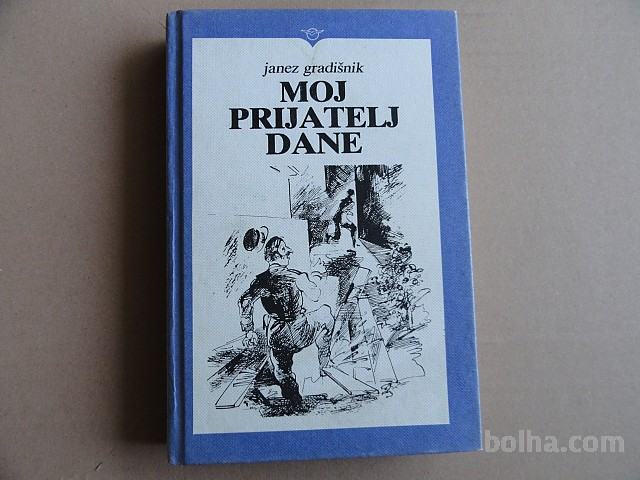 janez gradišnik
MOJ
PRIJATELJ
DANE
bolha.com